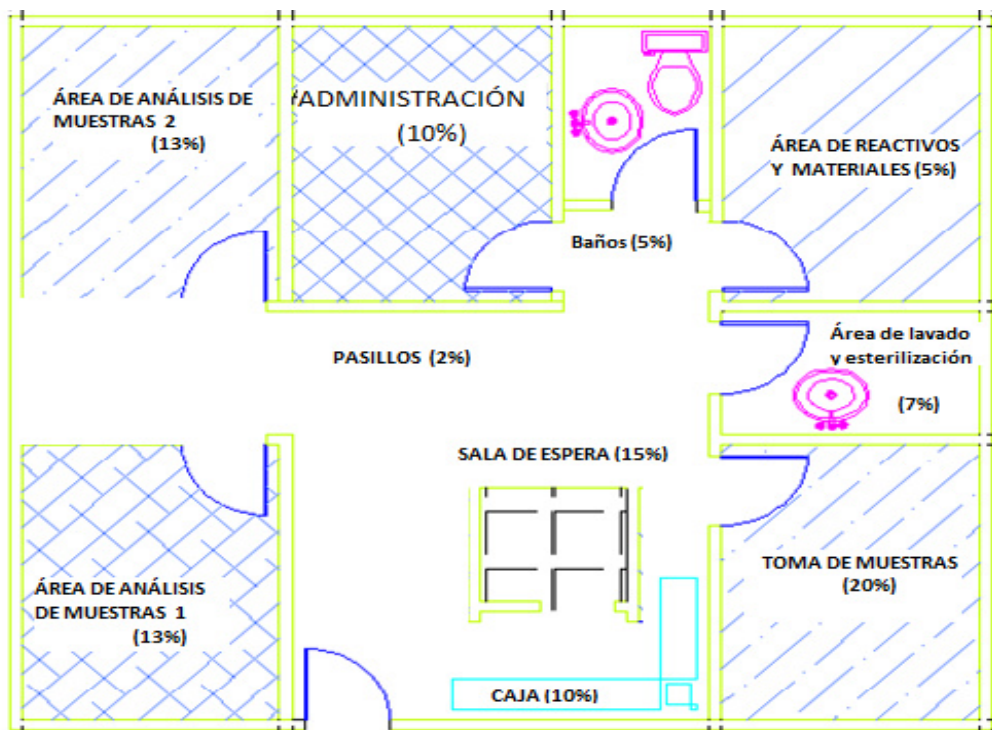 ÁREA DE ANÁLISIS DE
MUESTRAS 2
(13%)
ADMINISTRACIÓN
(10%)
ÁREA DE REACTIVOS
Y MATERIALES (5%)
Baños (5%)
PASILLOS (2%)
Área de lavado
y esterilización
(7%)
SALA DE ESPERA (15%)
TOMA DE MUESTRAS
(20%)
ÁREA DE ANÁLISIS
DE MUESTRAS 1
(13%)
CAJA (10%)